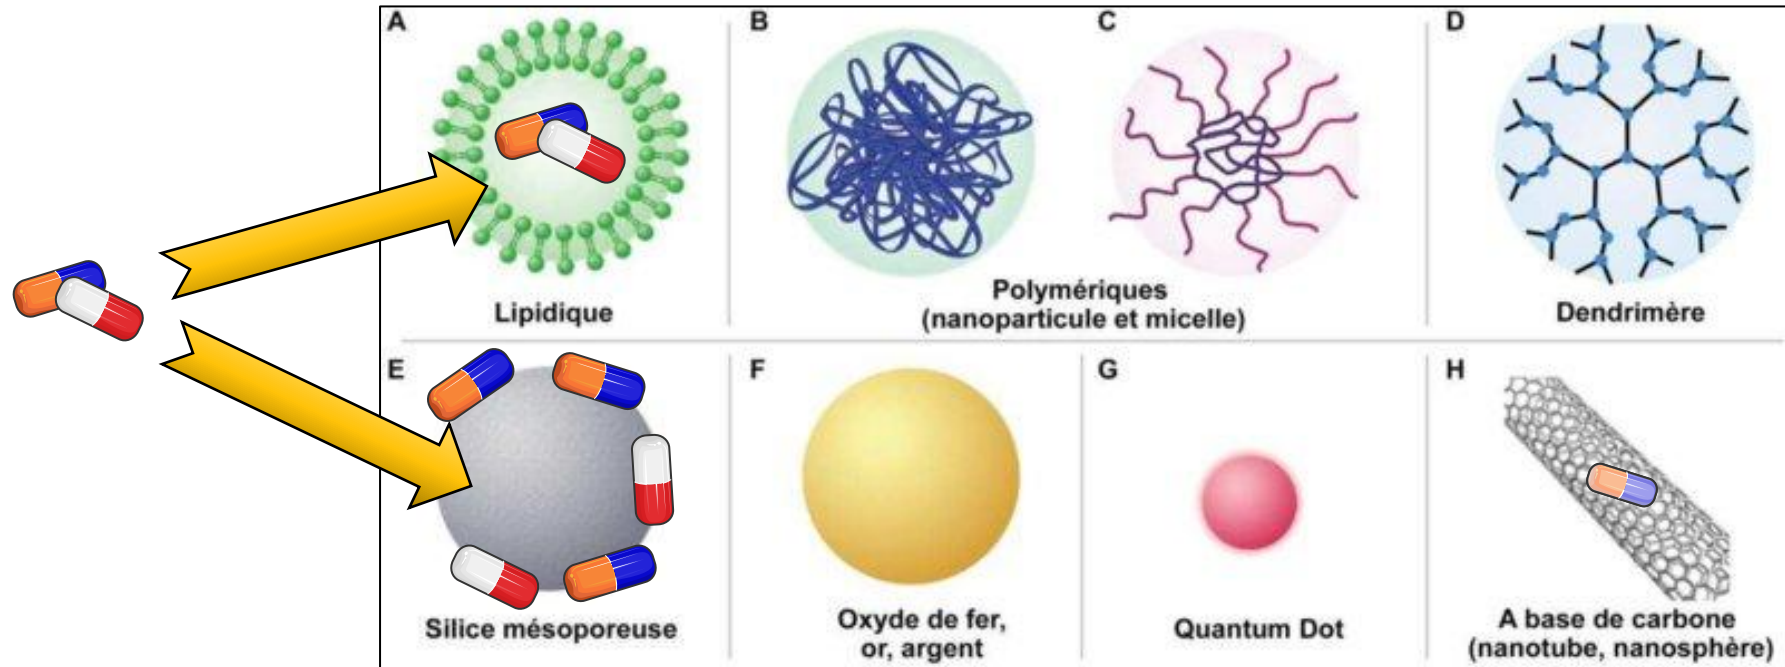 A
B
C
D
Lipidique
Polymériques
(nanoparticule et micelle)
Dendrimère
E
F
G
H
Silice mésoporeuse
Oxyde de fer,
or, argent
Quantum Dot
A base de carbone
(nanotube, nanosphère)